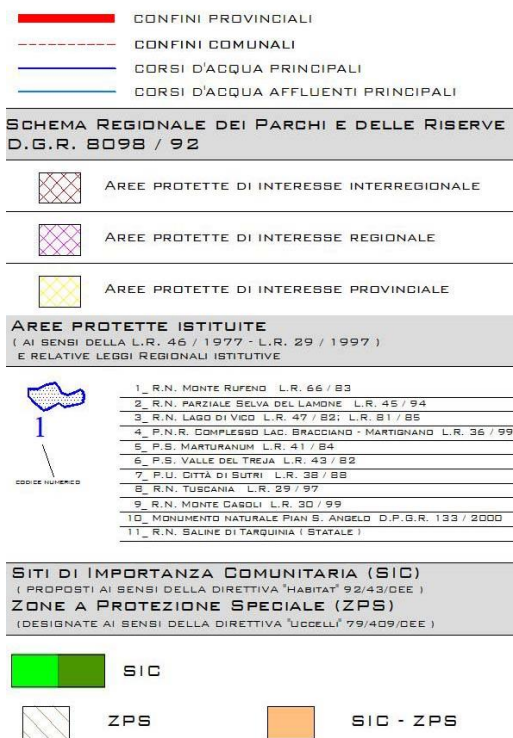 CONFINI PROVINCIALI
CONFINI COMUNALI
CORSI D'ACQUA PRINCIPALI
CORSI D'ACQUA AFFLUENTI PRINCIPALI
SCHEMA REGIONALE DEI PARCHI E DELLE RISERVE
D.G.R. 8098 / 92
AREE PROTETTE DI INTERESSE INTERREGIONALE
AREE PROTETTE DI INTERESSE REGIONALE
AREE PROTETTE DI INTERESSE PROVINCIALE
AREE PROTETTE ISTITUITE
( AI SENSI DELLA L.R. 46 / 1977 - L.R. 29 / 1997 )
E RELATIVE LEGGI REGIONALI ISTITUTIVE
1
CODICE NUMERICO
1_ R.N. MONTE RUFENO L.R. 66 / 83
2_ R.N. PARZIALE SELVA DEL LAMONE L.R. 45 / 94
3_ R.N. LAGO DI VICO L.R. 47 / 82; L.R. 81 / 85
4_ P.N.R. COMPLESSO LAC. BRACCIANO - MARTIGNANO L.R. 36 / 99
5_ P.S. MARTURANUM L.R. 41 / 84
6_ P.S. VALLE DEL TREJA L.R. 43 / 82
7_ P.U. CITTÀ DI SUTRI L.R. 38 / 88
8_ R.N. TUSCANIA L.R. 29 / 97
9_ R.N. MONTE CASOLI L.R. 30 / 99
10_ MONUMENTO NATURALE PIAN S. ANGELO D.P.G.R. 133 / 2000
11_ R.N. SALINE DI TARQUINIA ( STATALE )
SITI DI IMPORTANZA COMUNITARIA (SIC)
( PROPOSTI AI SENSI DELLA DIRETTIVA "HABITAT" 92/43/CEE )
ZONE A PROTEZIONE SPECIALE (ZPS)
(DESIGNATE AI SENSI DELLA DIRETTIVA "UCCELLI" 79/409/CEE )
SIC
ZPS
SIC - ZPS